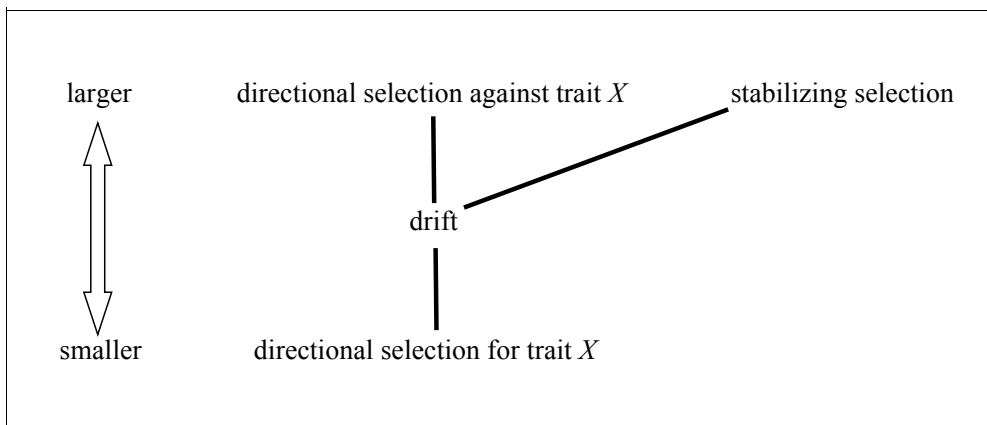 larger directional selection against trait X stabilizing selection
drift
smaller directional selection for trait X